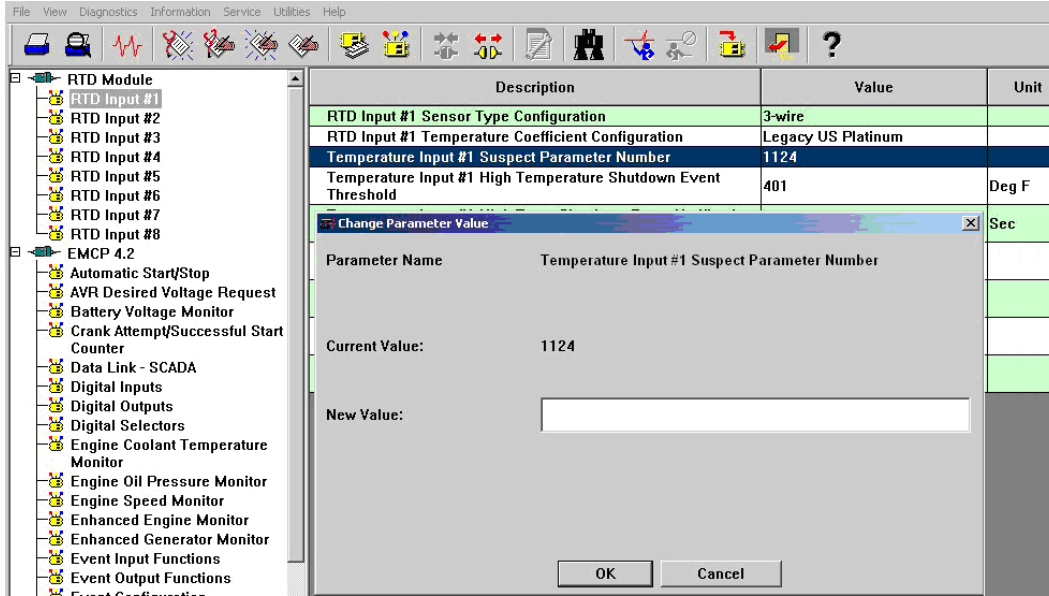 File View Diagnostics Information Service Utilities Help
?
RTD Module
RTD Input #1
RTD Input #2
RTD Input #3
RTD Input #4
RTD Input #5
RTD Input #6
RTD Input #7
RTD Input #8
EMCP 4.2
Automatic Start/Stop
AVR Desired Voltage Request
Battery Voltage Monitor
Crank Attempt/Successful Start
Counter
Data Link - SCADA
Digital Inputs
Digital Outputs
Digital Selectors
Engine Coolant Temperature
Monitor
Engine Oil Pressure Monitor
Engine Speed Monitor
Enhanced Engine Monitor
Enhanced Generator Monitor
Event Input Functions
Event Output Functions
Description Value Unit
RTD Input #1 Sensor Type Configuration 3-wire
RTD Input #1 Temperature Coefficient Configuration Legacy US Platinum
Temperature Input #1 Suspect Parameter Number 1124
Temperature Input #1 High Temperature Shutdown Event
Threshold 401 Deg F
Sec
Change Parameter Value
Parameter Name Temperature Input #1 Suspect Parameter Number
Current Value: 1124
New Value:
OK Cancel